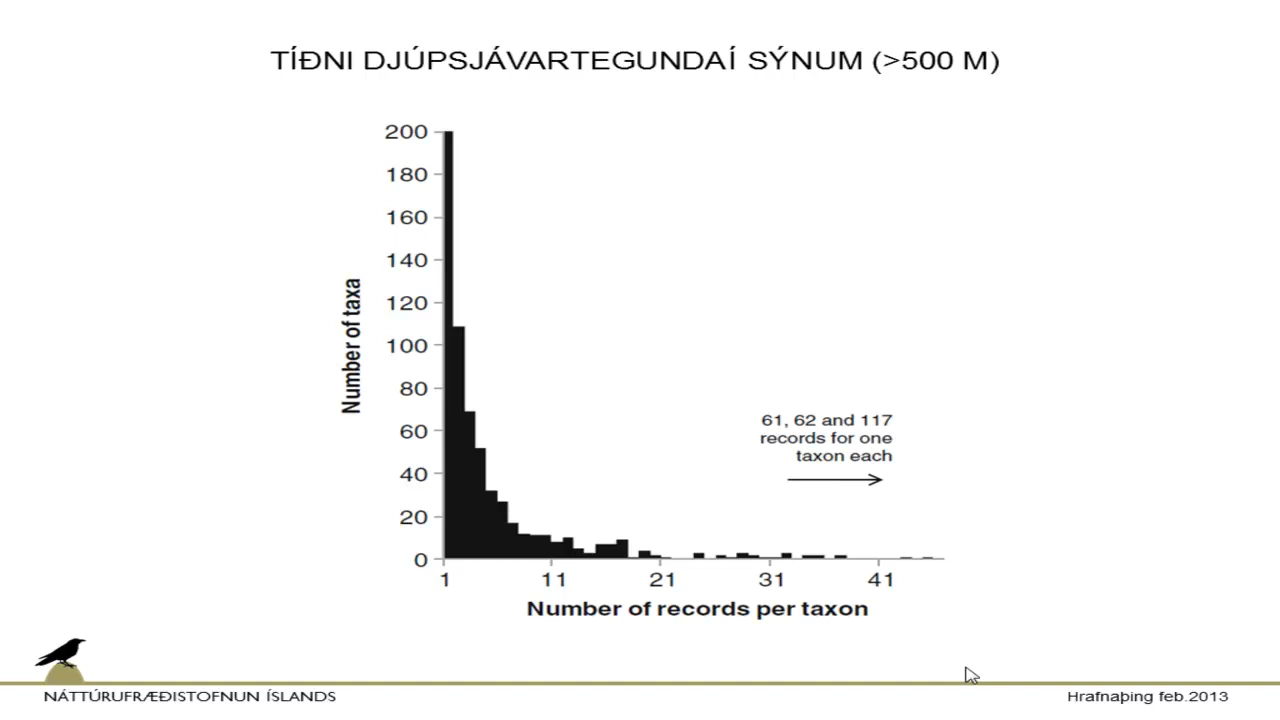 TÍÐNI DJÚPSJÁVARTEGUNDAÍ SÝNUM (>500 M)
200
180
160
140
120
100
80
60
40
20
0
Number of taxa
61, 62 and 117
records for one
taxon each
1 11 21 31 41
Number of records per taxon
NÁTTÚRUFRÆÐISTOFNUN ÍSLANDS
Hrafnaþing feb.2013